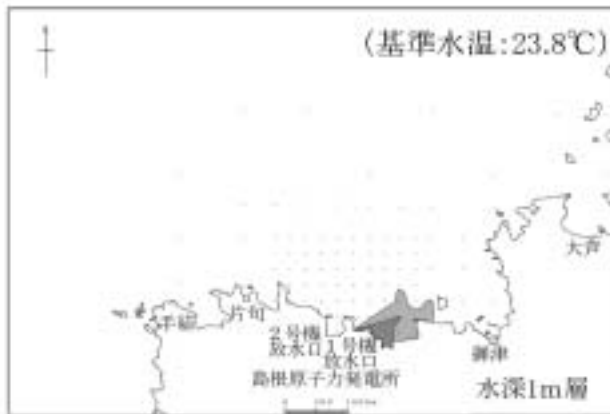 (基準水温:23.8℃)
大芦
片句
手結
2号機
放水口
1号機
放水口
御津
島根原子力発電所
水深1m層